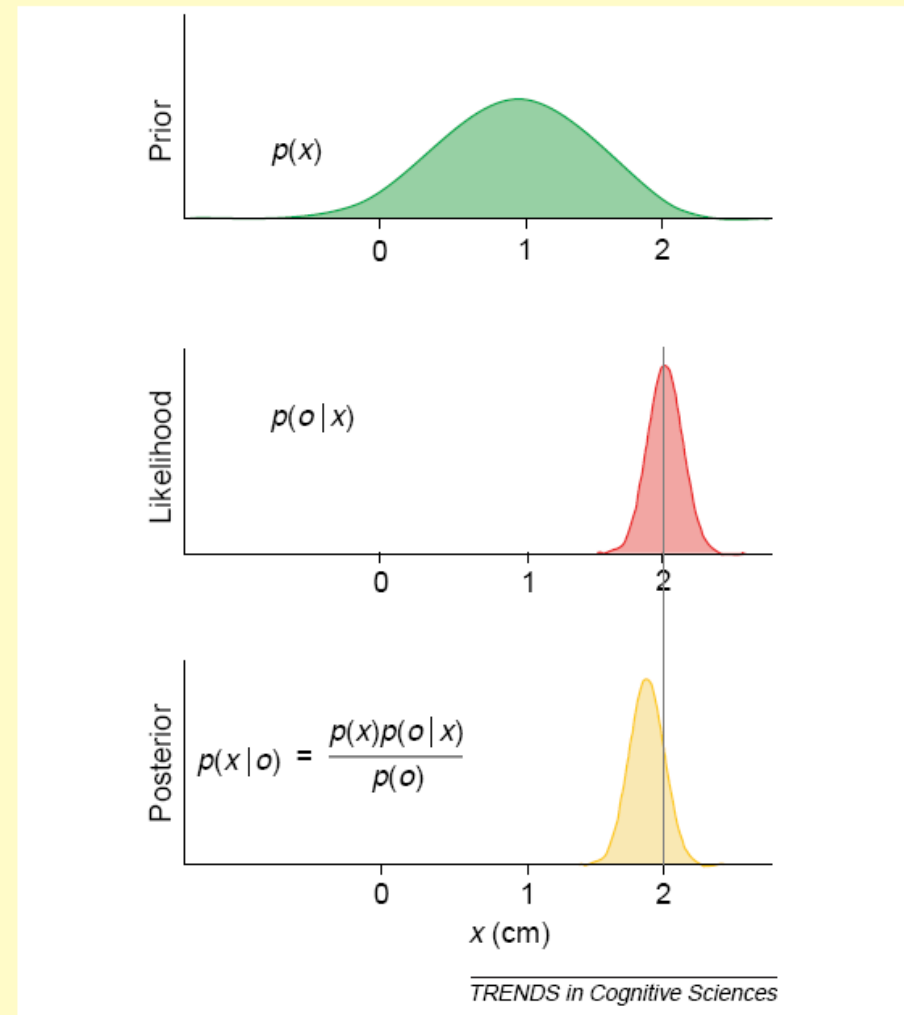 Prior
p(x)
0 1 2
Likelihood
p(o|x)
0 1 2
Posterior
p(x|o) = p(x)p(o|x)
p(o)
0 1 2
x (cm)
TRENDS in Cognitive Sciences